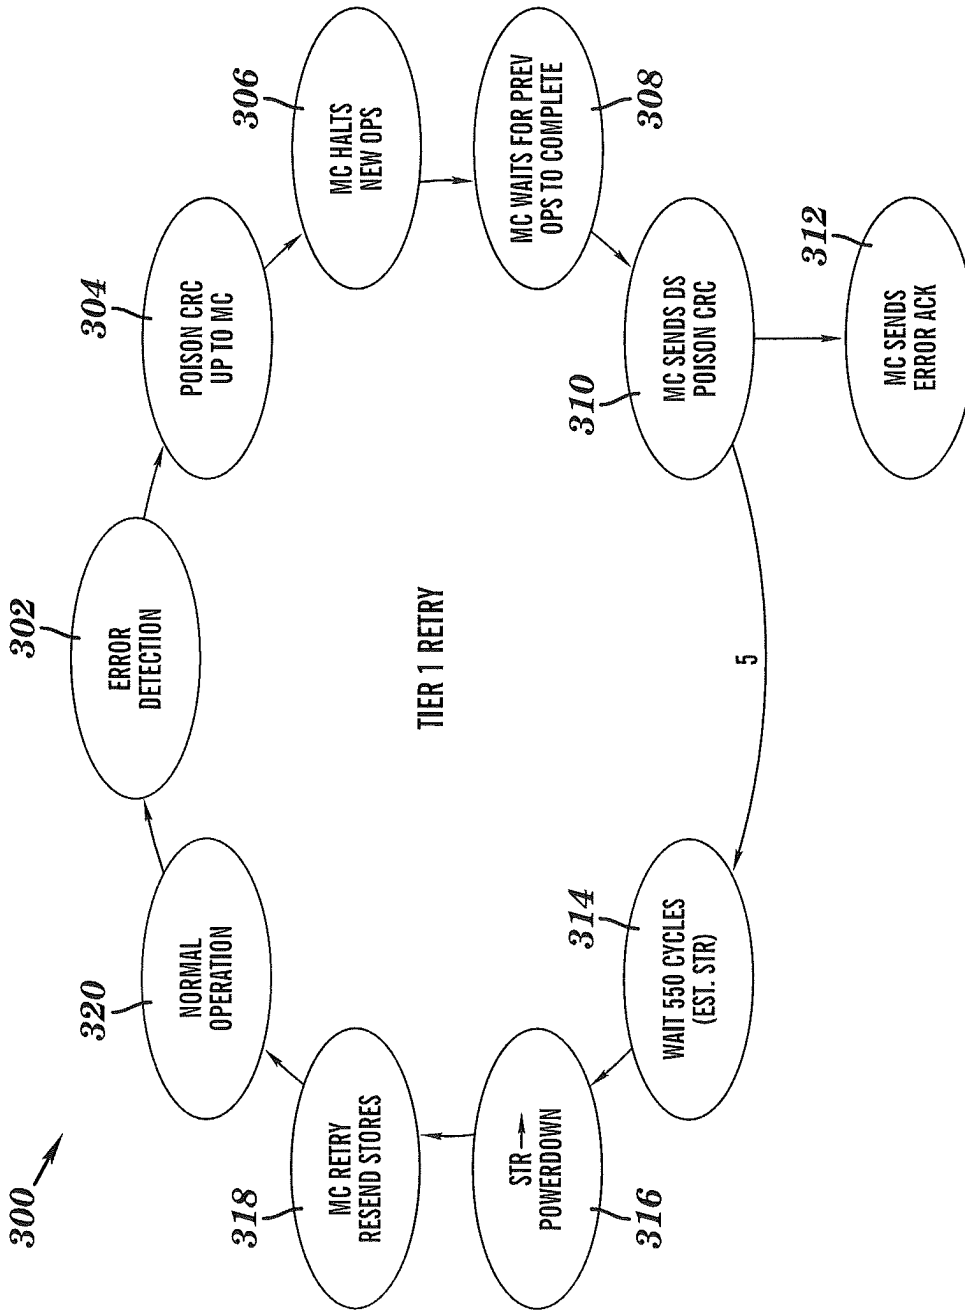 300
302
ERROR
DETECTION
304
POISON CRC
UP TO MC
306
MC HALTS
NEW OPS
308
MC WAITS FOR PREV
OPS TO COMPLETE
310
MC SENDS DS
POISON CRC
312
MC SENDS
ERROR ACK
5
314
WAIT 550 CYCLES
(EST. STR)
316
STR→
POWERDOWN
318
MC RETRY
RESEND STORES
320
NORMAL
OPERATION
TIER 1 RETRY